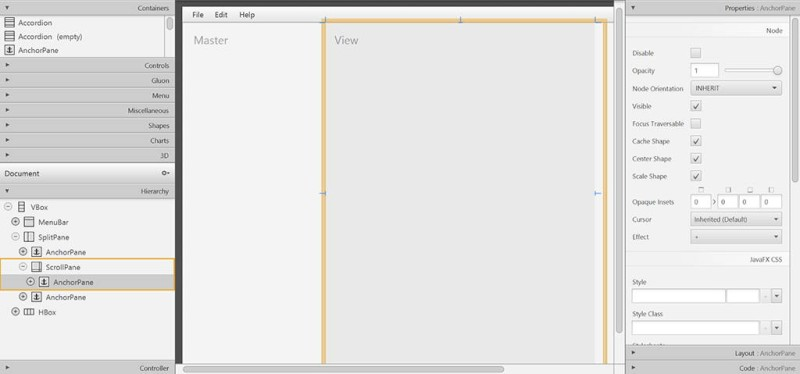 Containers
Accordion
Accordion (empty)
AnchorPane
Controls
Gluon
Menu
Miscellaneous
Shapes
Charts
3D
Document
Hierarchy
VBox
MenuBar
SplitPane
AnchorPane
ScrollPane
AnchorPane
AnchorPane
HBox
Controller
File Edit Help
Master
View
Properties : AnchorPane
Node
Disable
Opacity 1
Node Orientation INHERIT
Visible
Focus Traversable
Cache Shape
Center Shape
Scale Shape
Opaque Insets 0 0 0 0
Cursor Inherited (Default)
Effect +
JavaFX CSS
Style
Style Class
Layout : AnchorPane
Code : AnchorPane